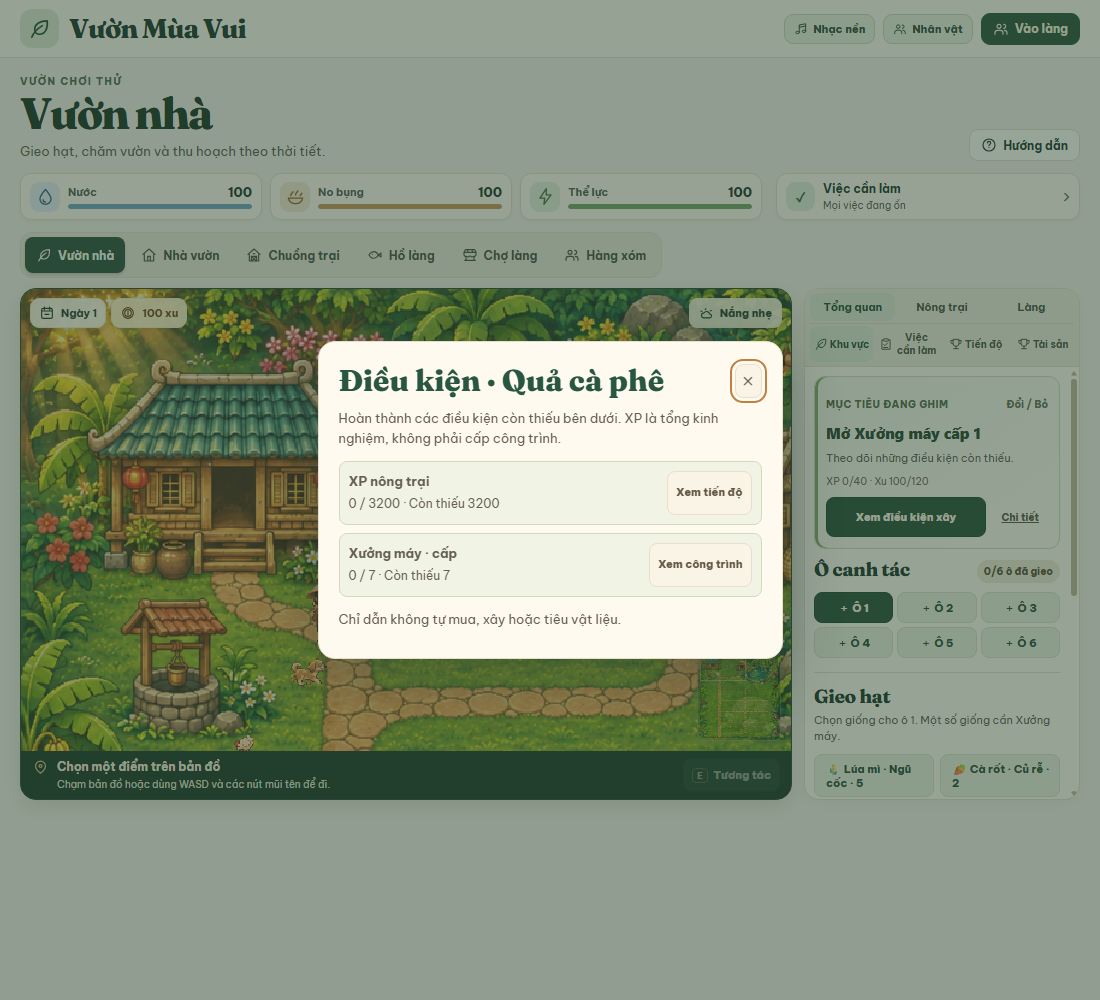 Vườn Mùa Vui
Nhạc nền
Nhân vật
Vào làng
VƯỜN CHƠI THỬ
Vườn nhà
Gieo hạt, chăm vườn và thu hoạch theo thời tiết.
Hướng dẫn
Nước 100
No bụng 100
Thể lực 100
Việc cần làm
Mọi việc đang ổn
Vườn nhà
Nhà vườn
Chuồng trại
Hồ làng
Chợ làng
Hàng xóm
Ngày 1
100 xu
Nắng nhẹ
Điều kiện · Quả cà phê
Hoàn thành các điều kiện còn thiếu bên dưới. XP là tổng kinh
nghiệm, không phải cấp công trình.
XP nông trại
0 / 3200 · Còn thiếu 3200
Xem tiến độ
Xưởng máy · cấp
0 / 7 · Còn thiếu 7
Xem công trình
Chỉ dẫn không tự mua, xây hoặc tiêu vật liệu.
Chọn một điểm trên bản đồ
Chạm bản đồ hoặc dùng WASD và các nút mũi tên để đi.
E Tương tác
Tổng quan
Nông trại
Làng
Khu vực
Việc
cần làm
Tiến độ
Tài sản
MỤC TIÊU ĐANG GHIM
Đổi / Bỏ
Mở Xưởng máy cấp 1
Theo dõi những điều kiện còn thiếu.
XP 0/40 · Xu 100/120
Xem điều kiện xây
Chi tiết
Ô canh tác
0/6 ô đã gieo
+ Ô 1
+ Ô 2
+ Ô 3
+ Ô 4
+ Ô 5
+ Ô 6
Gieo hạt
Chọn giống cho ô 1. Một số giống cần Xưởng
máy.
Lúa mì · Ngũ
cốc · 5
Cà rốt · Củ rễ ·
2